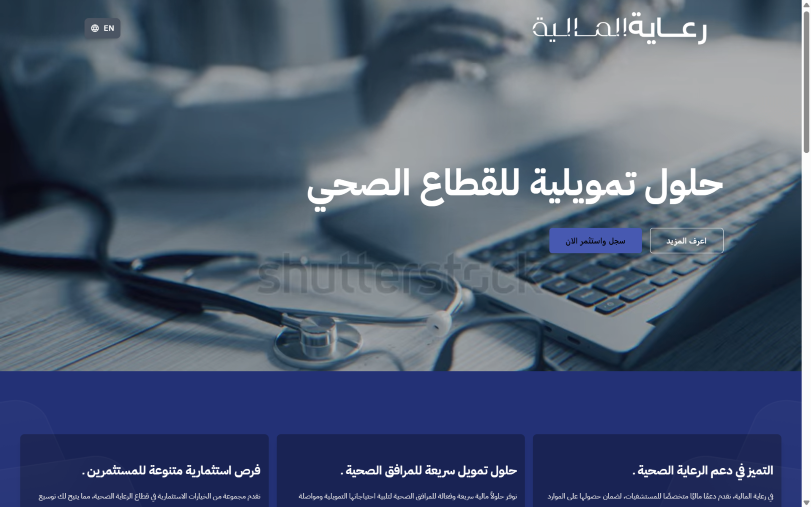 رعـاية المـالـية
EN
حلول تمويلية للقطاع الصحي
اعرف المزيد
سجل واستثمر الان
shutterstock
التميز في دعم الرعاية الصحية .
في رعاية المالية، نقدم دعمًا ماليًا متخصصًا للمستشفيات، لضمان حصولها على الموارد
حلول تمويل سريعة للمرافق الصحية .
نوفر حلولاً مالية سريعة وفعالة للمرافق الصحية لتلبية احتياجاتها التمويلية ومواصلة
فرص استثمارية متنوعة للمستثمرين .
نقدم مجموعة من الخيارات الاستثمارية في قطاع الرعاية الصحية، مما يتيح لك توسيع